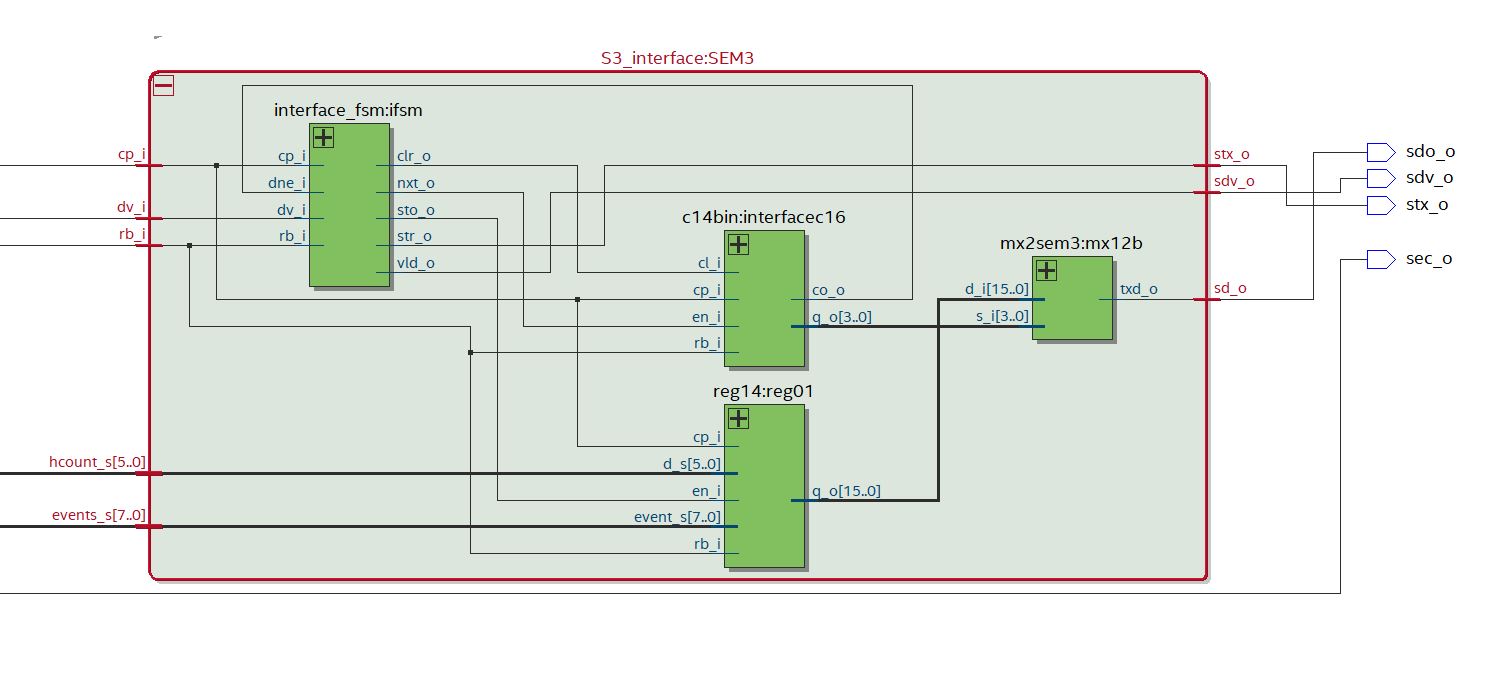 S3_interface:SEM3
interface_fsm:ifsm
cp_i
cp_i
clr_o
stx_o
sdo_o
dne_i
nxt_o
sdv_o
sdv_o
dv_i
dv_i
sto_o
stx_o
rb_i
rb_i
str_o
vld_o
c14bin:interfacec16
cl_i
cp_i
co_o
en_i
q_o[3..0]
rb_i
mx2sem3:mx12b
d_i[15..0]
txd_o
sd_o
s_i[3..0]
sec_o
reg14:reg01
cp_i
hcount_s[5..0]
d_s[5..0]
en_i
q_o[15..0]
events_s[7..0]
event_s[7..0]
rb_i